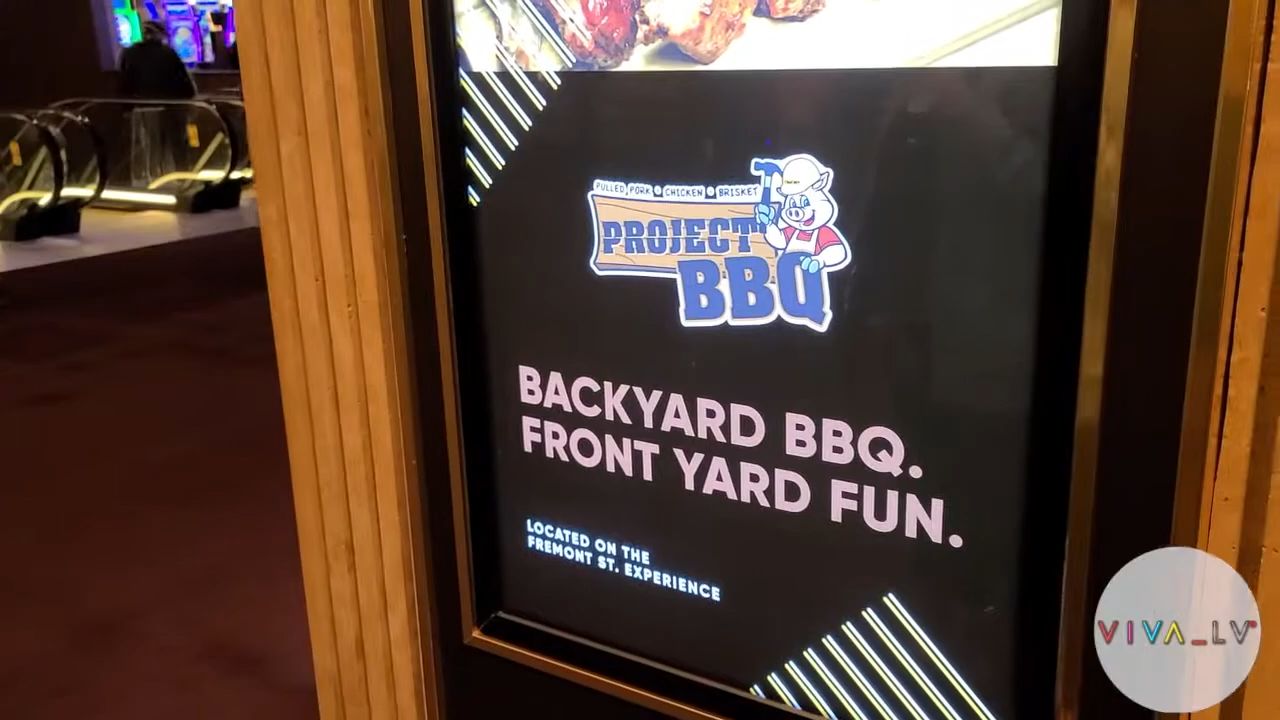 PULLED PORK • CHICKEN • BRISKET
PROJECT
BBQ
BACKYARD BBQ.
FRONT YARD FUN.
LOCATED ON THE
FREMONT ST. EXPERIENCE
VIVA_LV